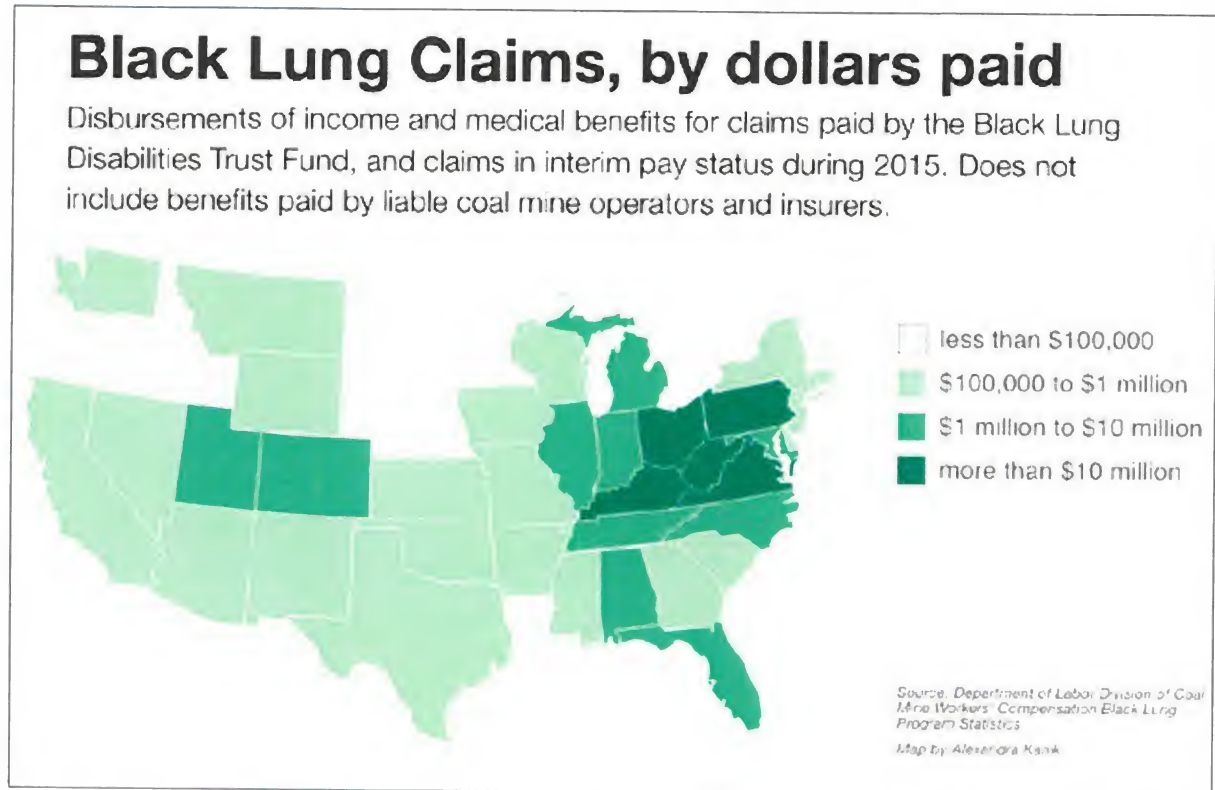 Black Lung Claims, by dollars paid
Disbursements of income and medical benefits for claims paid by the Black Lung
Disabilities Trust Fund, and claims in interim pay status during 2015. Does not
include benefits paid by liable coal mine operators and insurers.
less than $100,000
$100,000 to $1 million
$1 million to $10 million
more than $10 million
Source: Department of Labor Division of Coal
Mine Workers' Compensation Black Lung
Program Statistics
Map by Alexandra Kanik